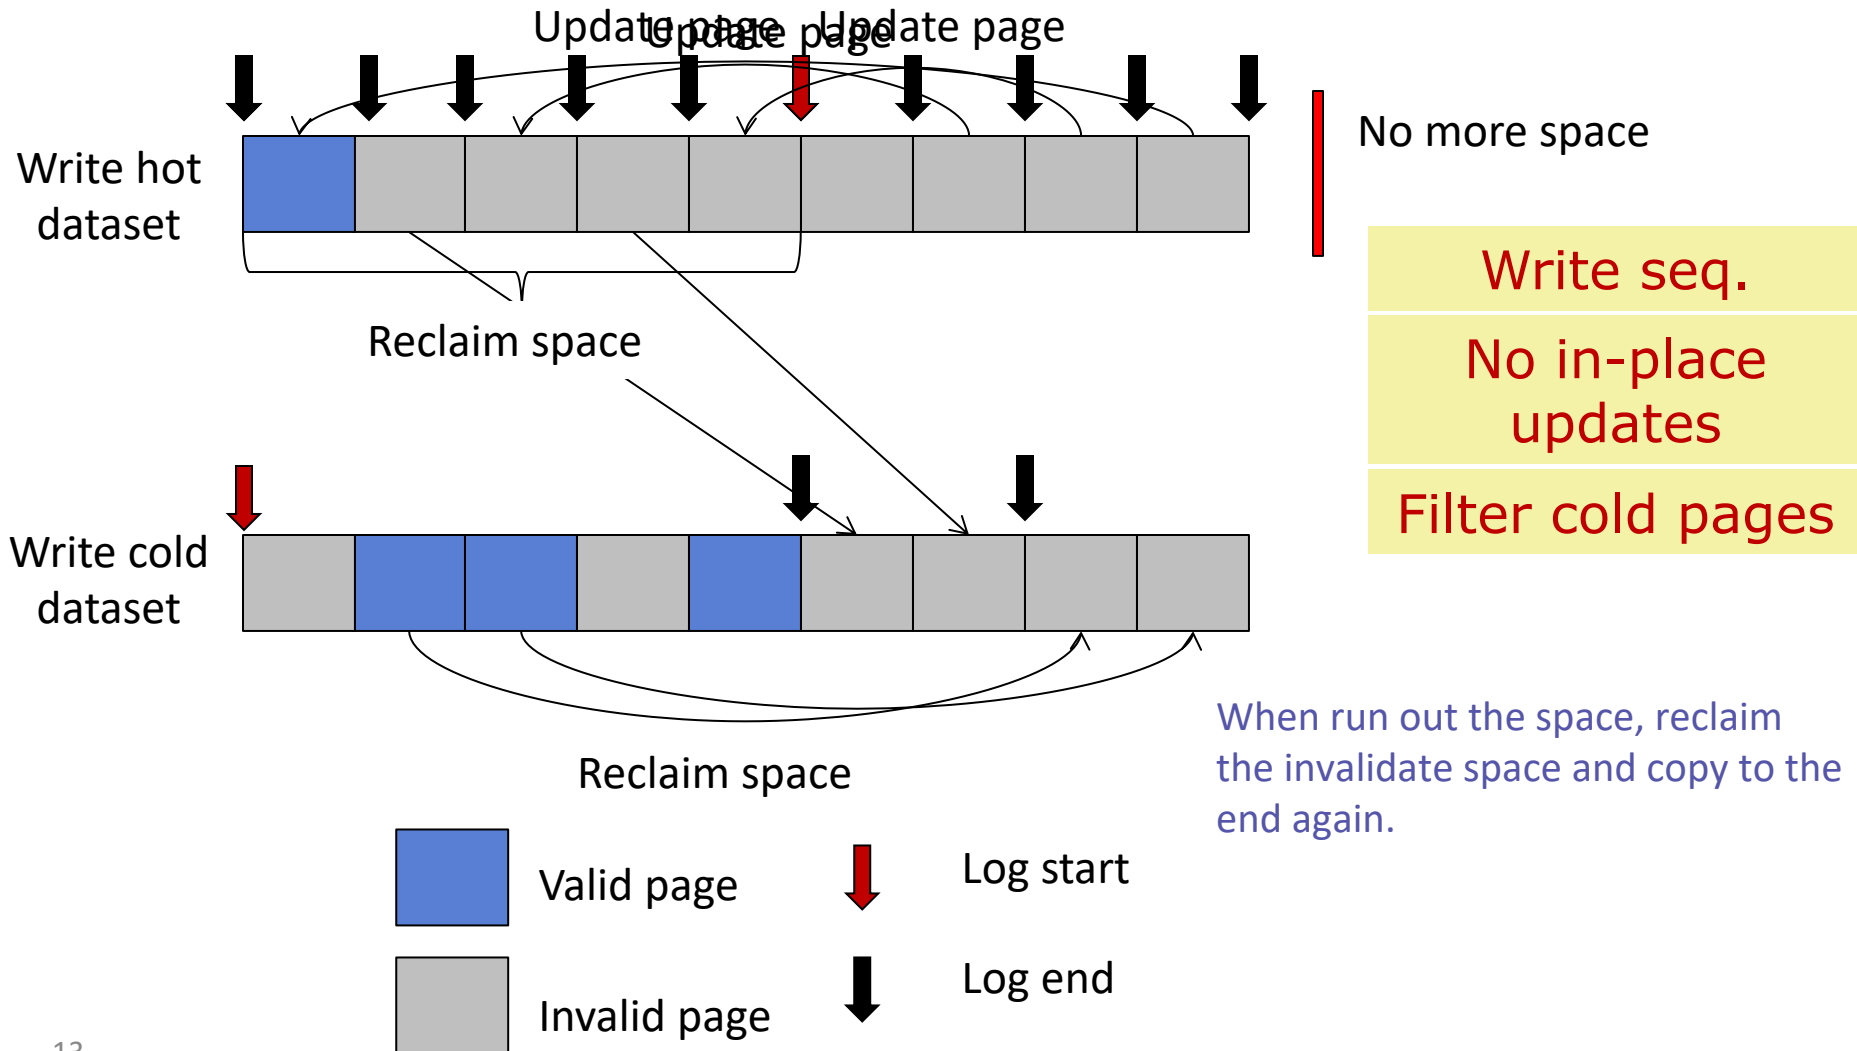 Update page Update page Update page
No more space
Write hot
dataset
Write seq.
No in-place
updates
Filter cold pages
Reclaim space
Write cold
dataset
When run out the space, reclaim
the invalidate space and copy to the
end again.
Reclaim space
Valid page
Log start
Log end
Invalid page
13